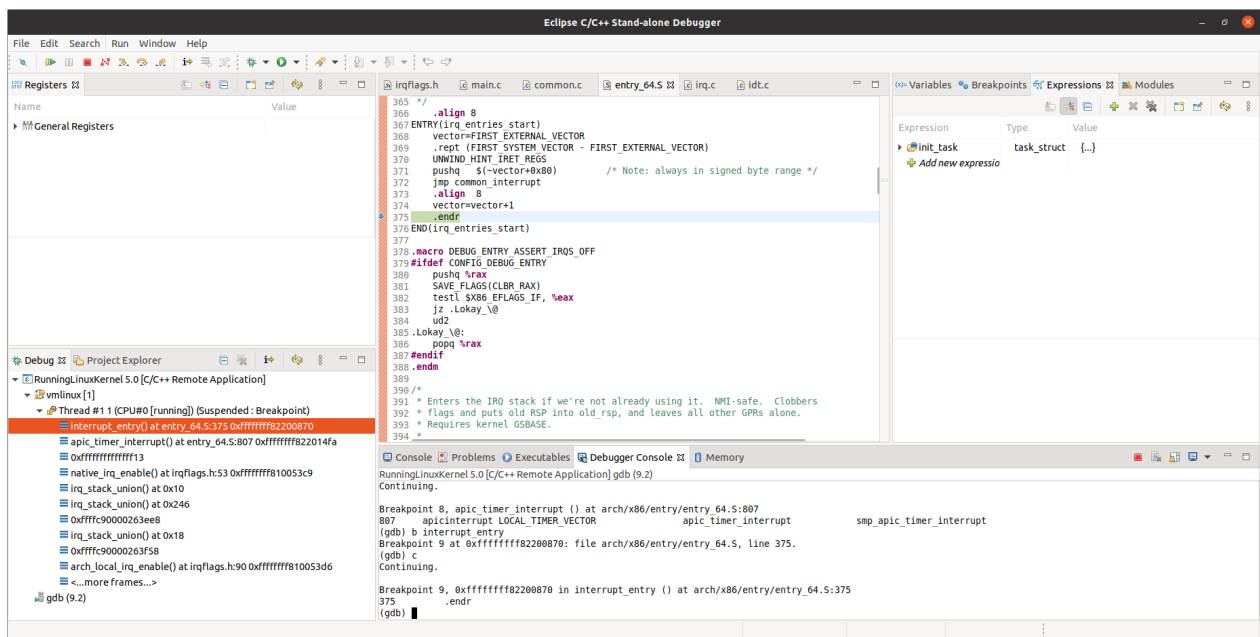 Eclipse C/C++ Stand-alone Debugger
File Edit Search Run Window Help
Registers
Name Value
General Registers
Debug Project Explorer
RunningLinuxKernel 5.0 [C/C++ Remote Application]
vmlinux [1]
Thread #1 1 (CPU#0 [running]) (Suspended : Breakpoint)
interrupt_entry() at entry_64.S:375 0xffffffff82200870
apic_timer_interrupt() at entry_64.S:807 0xffffffff822014fa
0xffffffffffffff13
native_irq_enable() at irqflags.h:53 0xffffffff810053c9
irq_stack_union() at 0x10
irq_stack_union() at 0x246
0xffffc90000263ee8
irq_stack_union() at 0x18
0xffffc90000263f58
arch_local_irq_enable() at irqflags.h:90 0xffffffff810053d6
<...more frames...>
gdb (9.2)
irqflags.h main.c common.c entry_64.S irq.c idt.c
365 */
366 .align 8
367 ENTRY(irq_entries_start)
368 vector=FIRST_EXTERNAL_VECTOR
369 .rept (FIRST_SYSTEM_VECTOR - FIRST_EXTERNAL_VECTOR)
370 UNWIND_HINT_IRET_REGS
371 pushq $(~vector+0x80) /* Note: always in signed byte range */
372 jmp common_interrupt
373 .align 8
374 vector=vector+1
375 .endr
376 END(irq_entries_start)
377
378 .macro DEBUG_ENTRY_ASSERT_IRQS_OFF
379 #ifdef CONFIG_DEBUG_ENTRY
380 pushq %rax
381 SAVE_FLAGS(CLBR_RAX)
382 testl $X86_EFLAGS_IF, %eax
383 jz .Lokay_\@
384 ud2
385 .Lokay_\@:
386 popq %rax
387 #endif
388 .endm
389
390 /*
391 * Enters the IRQ stack if we're not already using it. NMI-safe. Clobbers
392 * flags and puts old RSP into old_rsp, and leaves all other GPRs alone.
393 * Requires kernel GSBASE.
394 *
(x)= Variables Breakpoints Expressions Modules
Expression Type Value
init_task task_struct {...}
Add new expressio
Console Problems Executables Debugger Console Memory
RunningLinuxKernel 5.0 [C/C++ Remote Application] gdb (9.2)
Continuing.
Breakpoint 8, apic_timer_interrupt () at arch/x86/entry/entry_64.S:807
807 apicinterrupt LOCAL_TIMER_VECTOR apic_timer_interrupt smp_apic_timer_interrupt
(gdb) b interrupt_entry
Breakpoint 9 at 0xffffffff82200870: file arch/x86/entry/entry_64.S, line 375.
(gdb) c
Continuing.
Breakpoint 9, 0xffffffff82200870 in interrupt_entry () at arch/x86/entry/entry_64.S:375
375 .endr
(gdb)